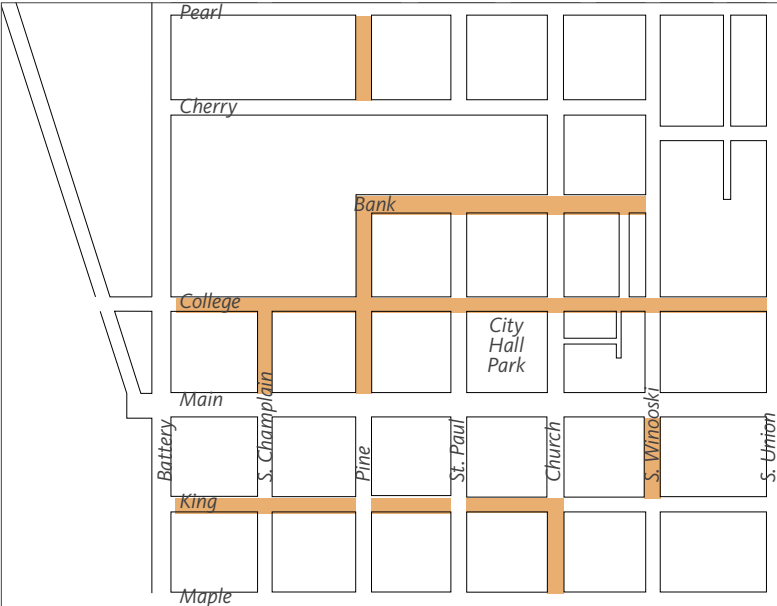 Pearl
Cherry
Bank
College
City
Hall
Park
Main
Battery
S. Champlain
Pine
St. Paul
Church
S. Winooski
S. Union
King
Maple